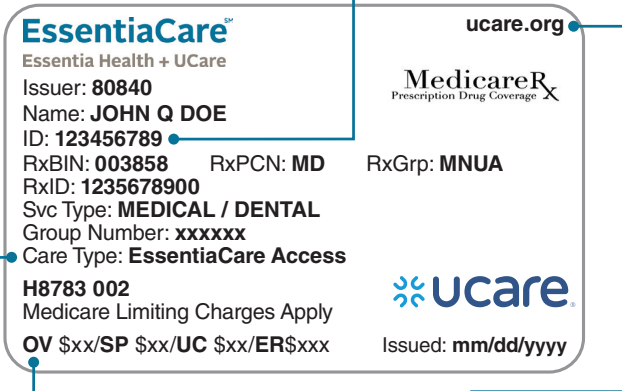 EssentiaCare℠
ucare.org
Essentia Health + UCare
MedicareRx
Prescription Drug Coverage
Issuer: 80840
Name: JOHN Q DOE
ID: 123456789
RxBIN: 003858 RxPCN: MD RxGrp: MNUA
RxID: 1235678900
Svc Type: MEDICAL / DENTAL
Group Number: xxxxxx
Care Type: EssentiaCare Access
H8783 002
Medicare Limiting Charges Apply
ucare®
OV $xx/SP $xx/UC $xx/ER$xxx
Issued: mm/dd/yyyy